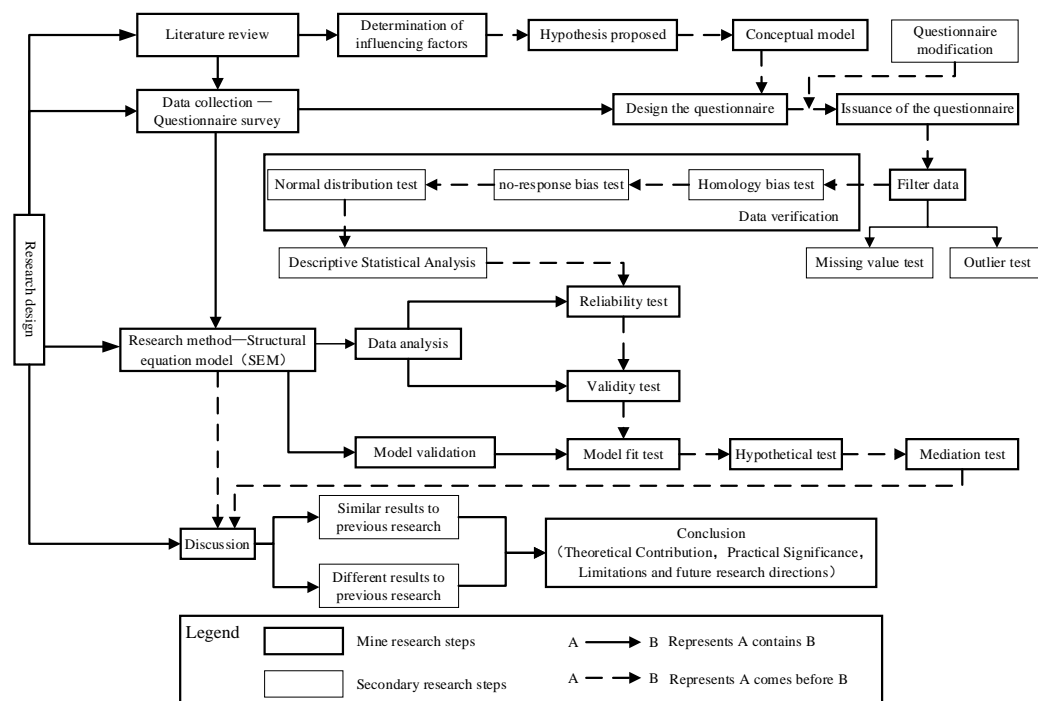 Literature review
Determination of
influencing factors
Hypothesis proposed
Conceptual model
Questionnaire
modification
Data collection —
Questionnaire survey
Design the questionnaire
Issuance of the questionnaire
Normal distribution test
no-response bias test
Homology bias test
Filter data
Data verification
Research design
Descriptive Statistical Analysis
Missing value test
Outlier test
Reliability test
Research method—Structural
equation model（SEM）
Data analysis
Validity test
Model validation
Model fit test
Hypothetical test
Mediation test
Similar results to
previous research
Discussion
Different results to
previous research
Conclusion
（Theoretical Contribution，Practical Significance，
Limitations and future research directions）
Legend
Mine research steps
A B Represents A contains B
Secondary research steps
A B Represents A comes before B